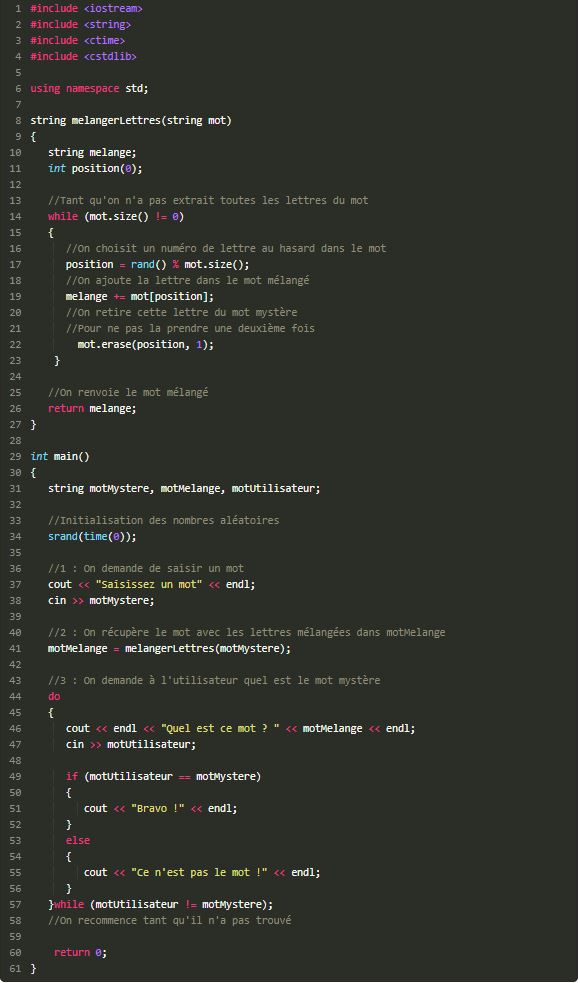 1 #include <iostream>
2 #include <string>
3 #include <ctime>
4 #include <cstdlib>
5
6 using namespace std;
7
8 string melangerLettres(string mot)
9 {
10    string melange;
11    int position(0);
12
13    //Tant qu'on n'a pas extrait toutes les lettres du mot
14    while (mot.size() != 0)
15    {
16       //On choisit un numéro de lettre au hasard dans le mot
17       position = rand() % mot.size();
18       //On ajoute la lettre dans le mot mélangé
19       melange += mot[position];
20       //On retire cette lettre du mot mystère
21       //Pour ne pas la prendre une deuxième fois
22         mot.erase(position, 1);
23     }
24
25    //On renvoie le mot mélangé
26    return melange;
27 }
28
29 int main()
30 {
31    string motMystere, motMelange, motUtilisateur;
32
33    //Initialisation des nombres aléatoires
34    srand(time(0));
35
36    //1 : On demande de saisir un mot
37    cout << "Saisissez un mot" << endl;
38    cin >> motMystere;
39
40    //2 : On récupère le mot avec les lettres mélangées dans motMelange
41    motMelange = melangerLettres(motMystere);
42
43    //3 : On demande à l'utilisateur quel est le mot mystère
44    do
45    {
46       cout << endl << "Quel est ce mot ? " << motMelange << endl;
47       cin >> motUtilisateur;
48
49       if (motUtilisateur == motMystere)
50       {
51          cout << "Bravo !" << endl;
52       }
53       else
54       {
55          cout << "Ce n'est pas le mot !" << endl;
56       }
57    }while (motUtilisateur != motMystere);
58    //On recommence tant qu'il n'a pas trouvé
59
60     return 0;
61 }